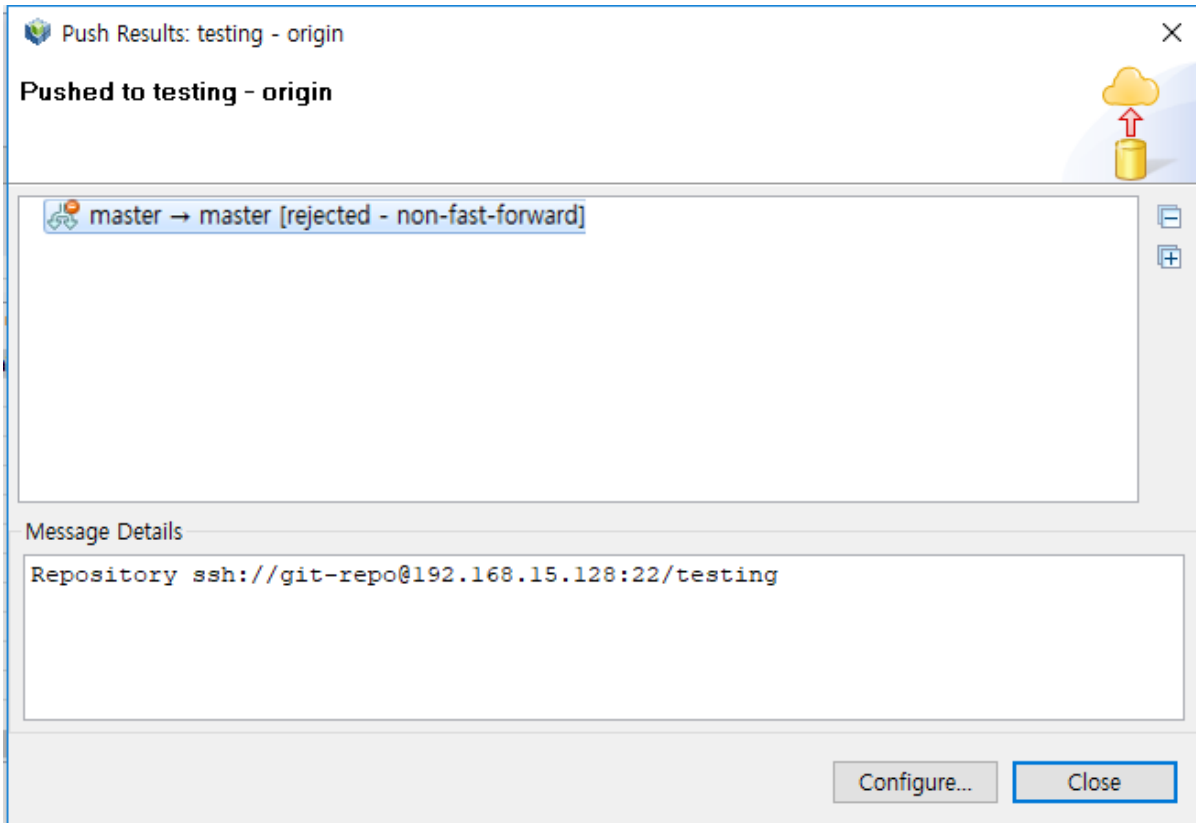 Push Results: testing - origin
Pushed to testing - origin
master → master [rejected - non-fast-forward]
Message Details
Repository ssh://git-repo@192.168.15.128:22/testing
Configure...
Close